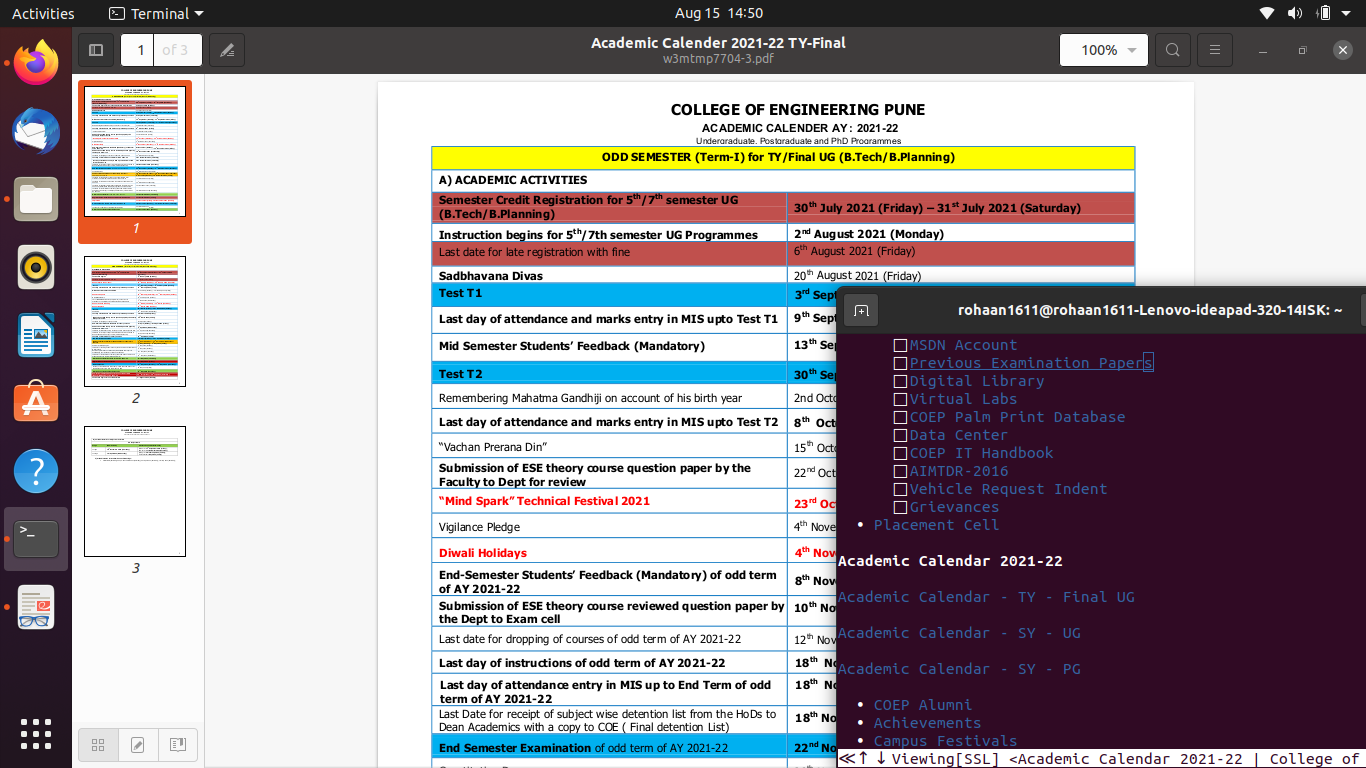 Activities
Terminal
Aug 15 14:50
1 of 3
Academic Calender 2021-22 TY-Final
w3mtmp7704-3.pdf
100%
1
2
3
COLLEGE OF ENGINEERING PUNE
ACADEMIC CALENDER AY: 2021-22
Undergraduate, Postgraduate and PhD Programmes
ODD SEMESTER (Term-I) for TY/Final UG (B.Tech/B.Planning)
A) ACADEMIC ACTIVITIES
Semester Credit Registration for 5th/7th semester UG (B.Tech/B.Planning) 30th July 2021 (Friday) – 31st July 2021 (Saturday)
Instruction begins for 5th/7th semester UG Programmes 2nd August 2021 (Monday)
Last date for late registration with fine 6th August 2021 (Friday)
Sadbhavana Divas 20th August 2021 (Friday)
Test T1 3rd Sept
Last day of attendance and marks entry in MIS upto Test T1 9th Sept
Mid Semester Students’ Feedback (Mandatory) 13th Sep
Test T2 30th Se
Remembering Mahatma Gandhiji on account of his birth year 2nd Octo
Last day of attendance and marks entry in MIS upto Test T2 8th Oct
“Vachan Prerana Din” 15th Octo
Submission of ESE theory course question paper by the
Faculty to Dept for review 22nd Oct
“Mind Spark” Technical Festival 2021 23rd Oc
Vigilance Pledge 4th Nove
Diwali Holidays 4th Nov
End-Semester Students’ Feedback (Mandatory) of odd term
of AY 2021-22 8th Nov
Submission of ESE theory course reviewed question paper by
the Dept to Exam cell 10th No
Last date for dropping of courses of odd term of AY 2021-22 12th Nov
Last day of instructions of odd term of AY 2021-22 18th No
Last day of attendance entry in MIS up to End Term of odd
term of AY 2021-22 18th No
Last Date for receipt of subject wise detention list from the HoDs to
Dean Academics with a copy to COE ( Final detention List) 18th No
End Semester Examination of odd term of AY 2021-22 22nd No
rohaan1611@rohaan1611-Lenovo-ideapad-320-14ISK: ~
MSDN Account
Previous Examination Papers
Digital Library
Virtual Labs
COEP Palm Print Database
Data Center
COEP IT Handbook
AIMTDR-2016
Vehicle Request Indent
Grievances
• Placement Cell
Academic Calendar 2021-22
Academic Calendar - TY - Final UG
Academic Calendar - SY - UG
Academic Calendar - SY - PG
• COEP Alumni
• Achievements
• Campus Festivals
≪↑↓Viewing[SSL] <Academic Calendar 2021-22 | College of